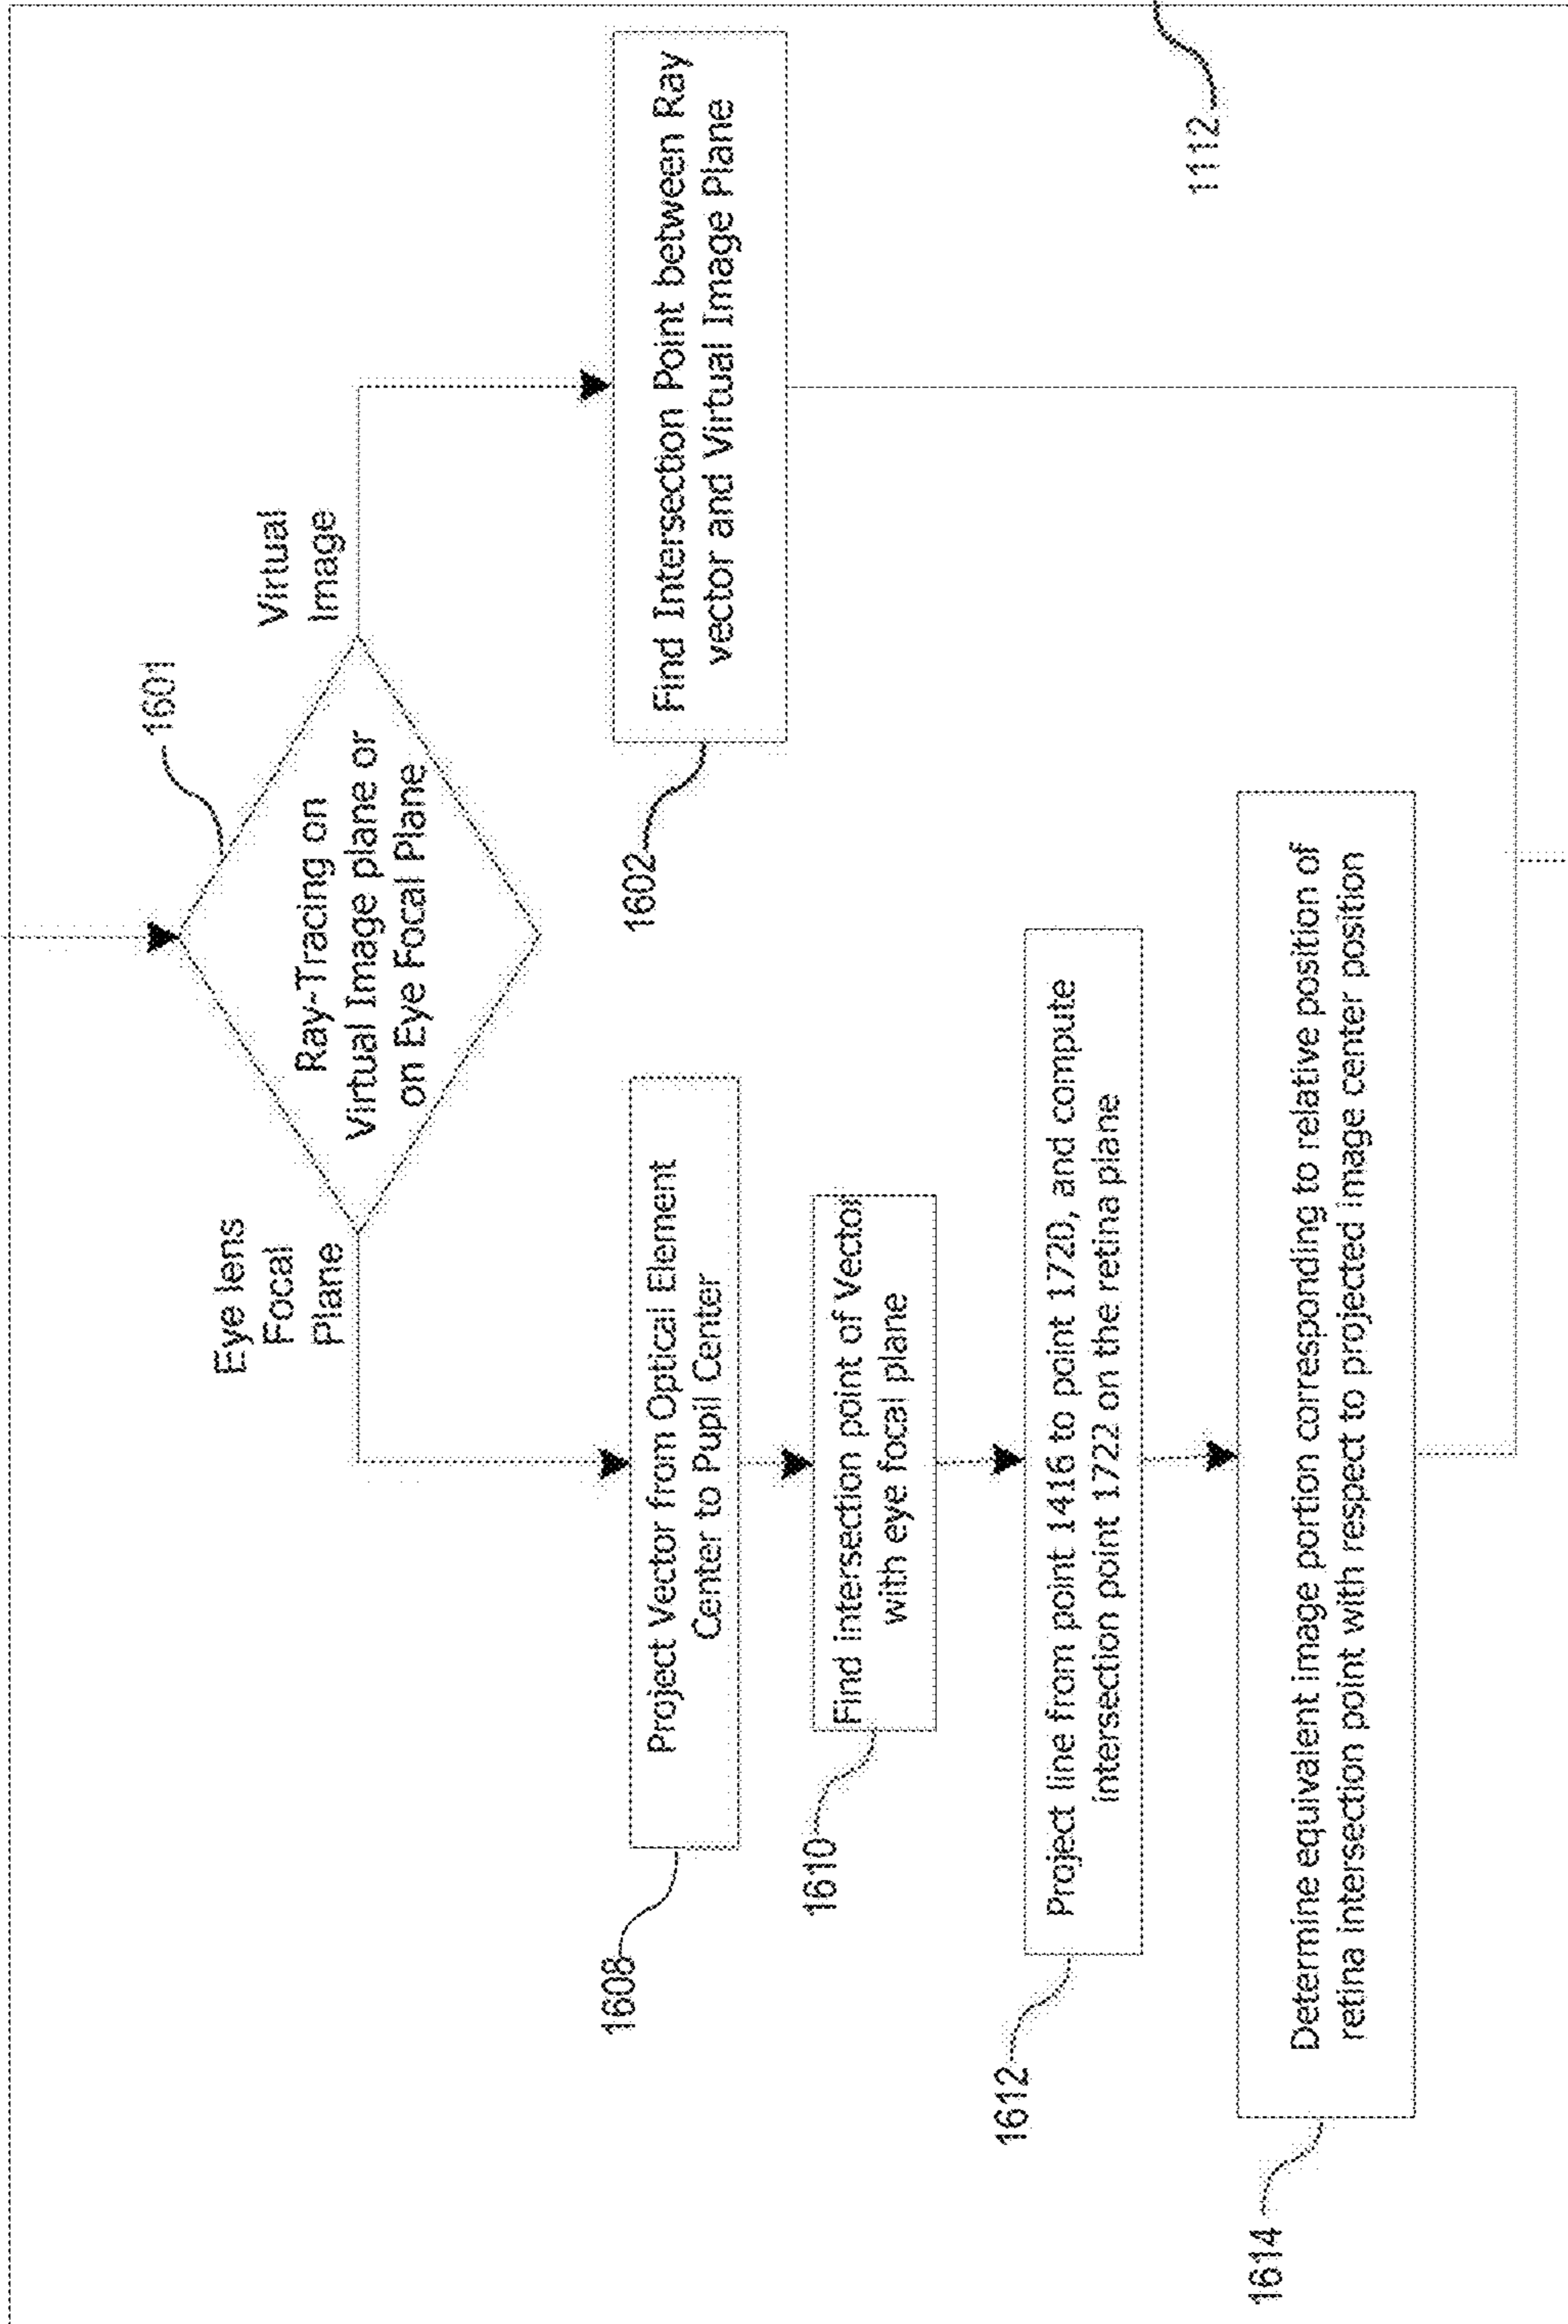 1601
Ray-Tracing on
Virtual Image plane or
on Eye Focal Plane
Eye lens
Focal
Plane
Virtual
Image
1608
Project Vector from Optical Element
Center to Pupil Center
1602
Find Intersection Point between Ray
vector and Virtual Image Plane
1610
Find intersection point of Vector
with eye focal plane
1612
Project line from point 1416 to point 1720, and compute
intersection point 1722 on the retina plane
1614
Determine equivalent image portion corresponding to relative position of
retina intersection point with respect to projected image center position
1112